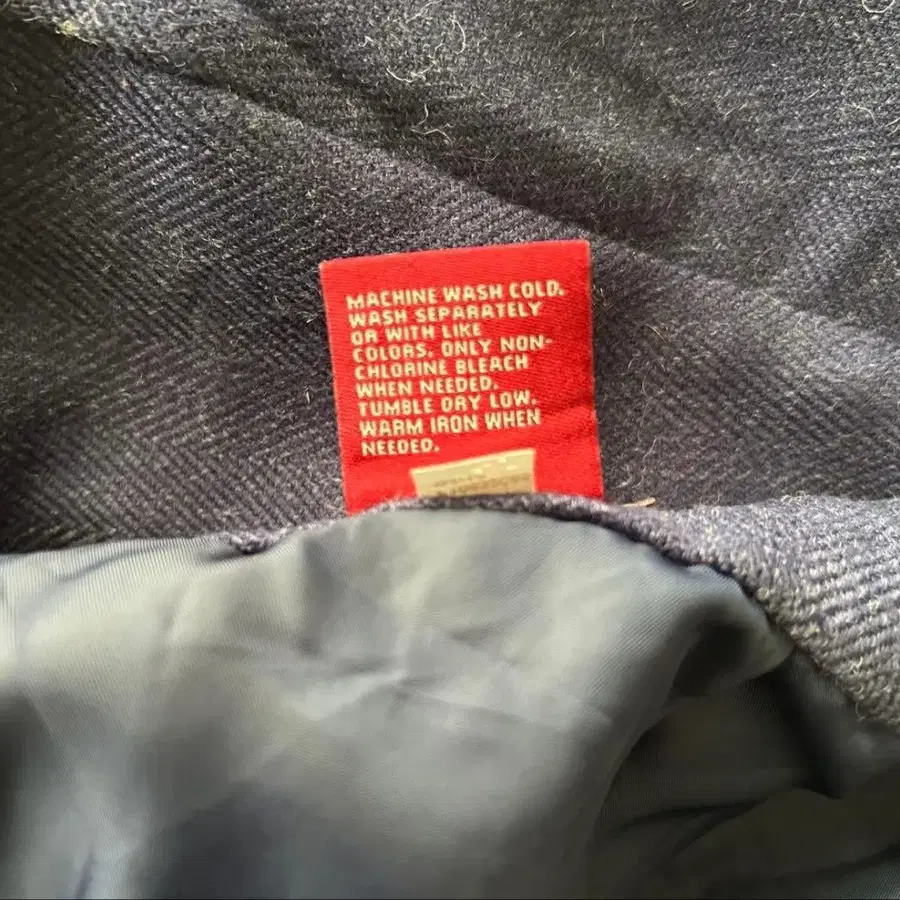 MACHINE WASH COLD.
WASH SEPARATELY
OR WITH LIKE
COLORS. ONLY NON-
CHLORINE BLEACH
WHEN NEEDED.
TUMBLE DRY LOW.
WARM IRON WHEN
NEEDED.